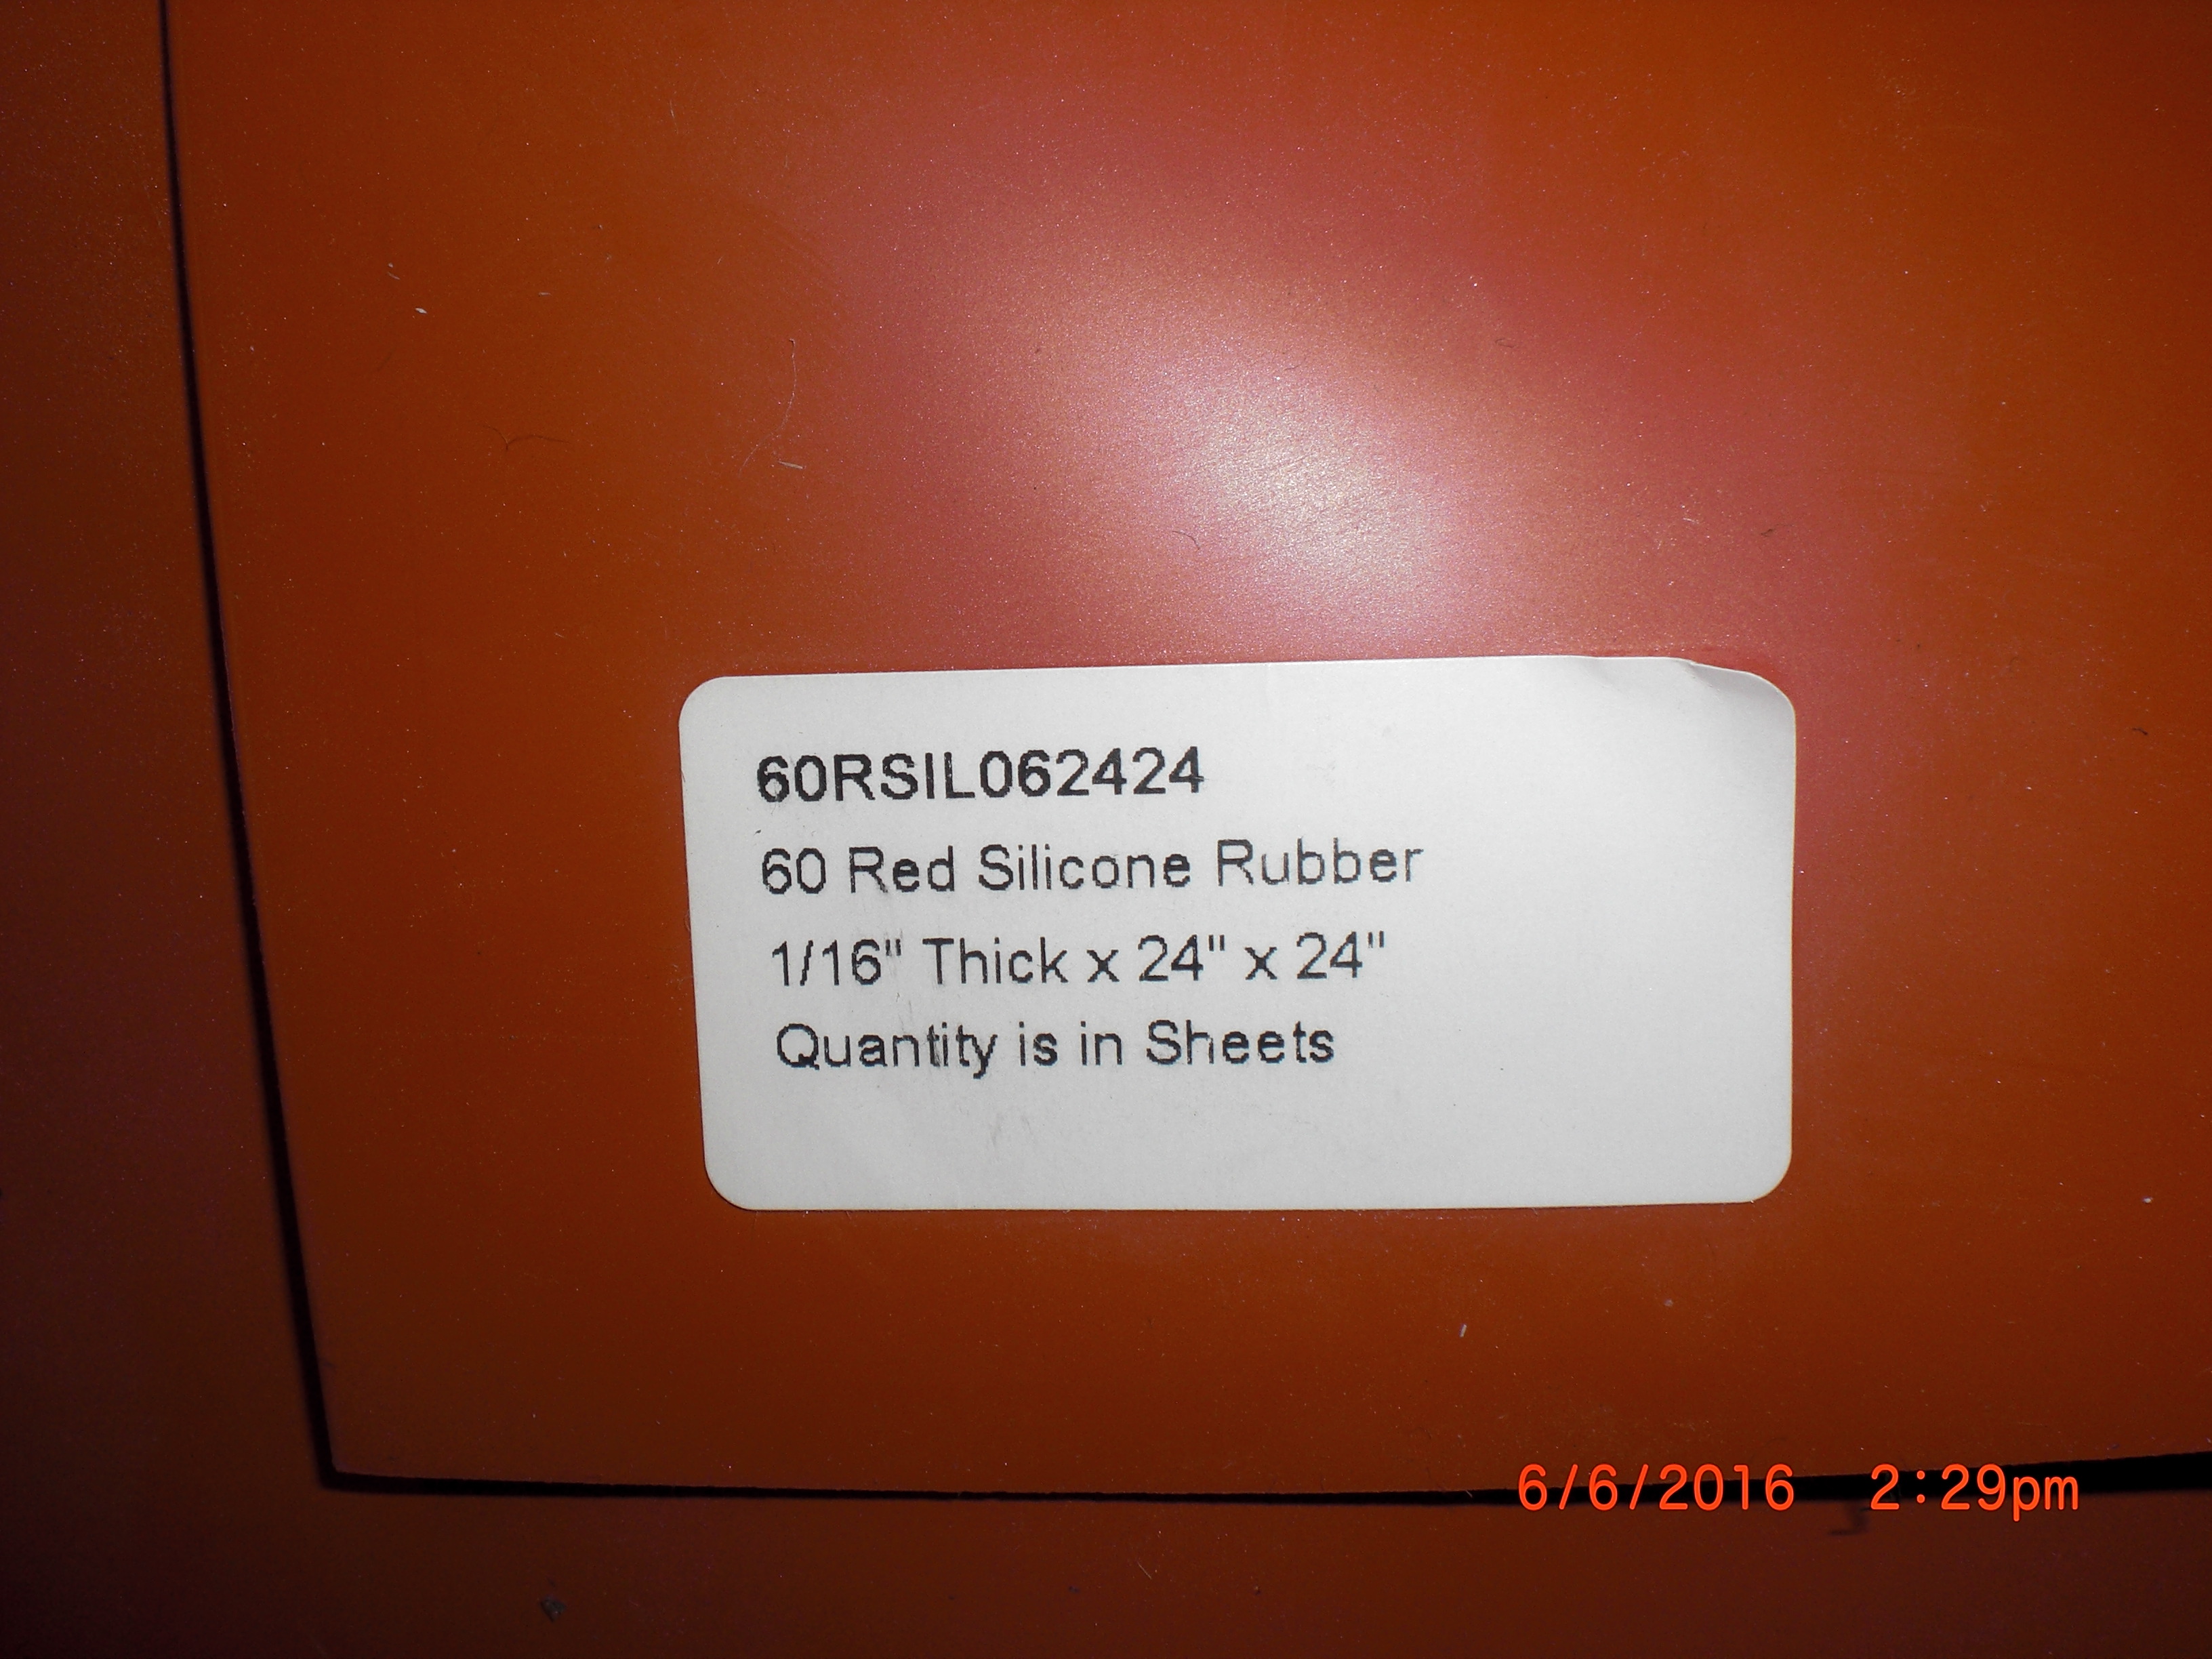 60RSIL062424
60 Red Silicone Rubber
1/16" Thick x 24" x 24"
Quantity is in Sheets
6/6/2016 2:29pm